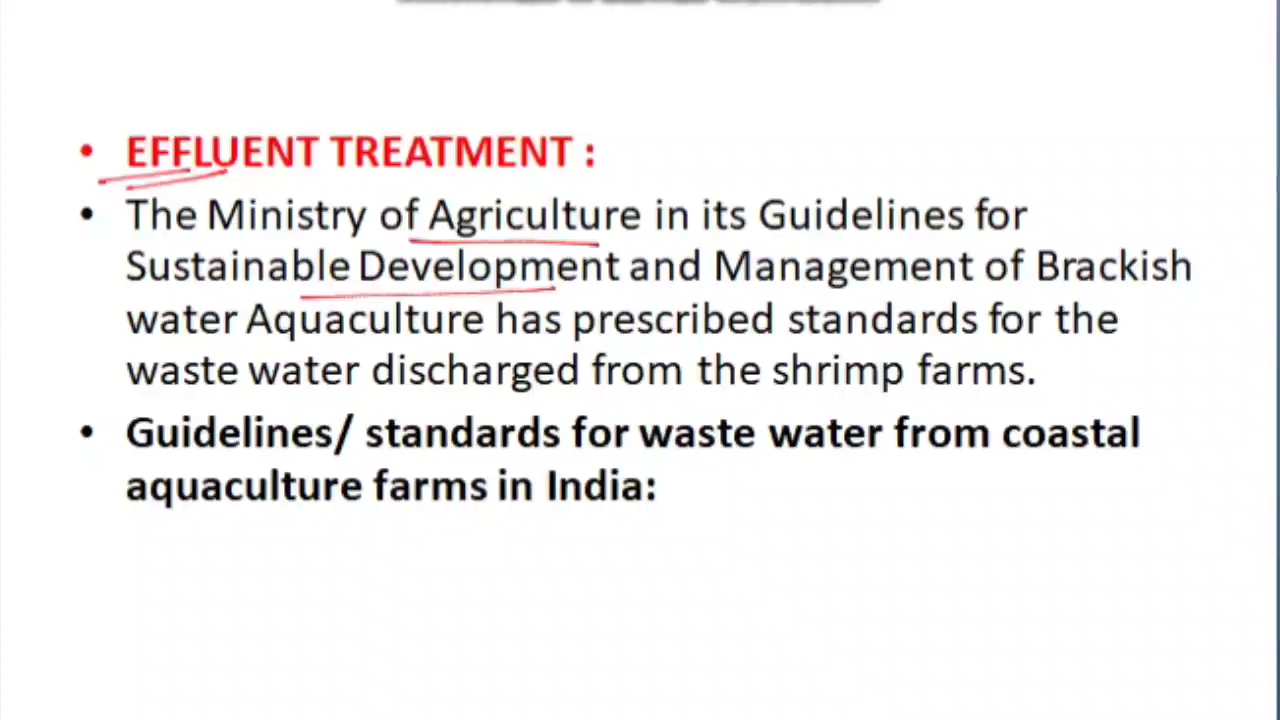 • EFFLUENT TREATMENT :
• The Ministry of Agriculture in its Guidelines for
Sustainable Development and Management of Brackish
water Aquaculture has prescribed standards for the
waste water discharged from the shrimp farms.
• Guidelines/ standards for waste water from coastal
aquaculture farms in India: